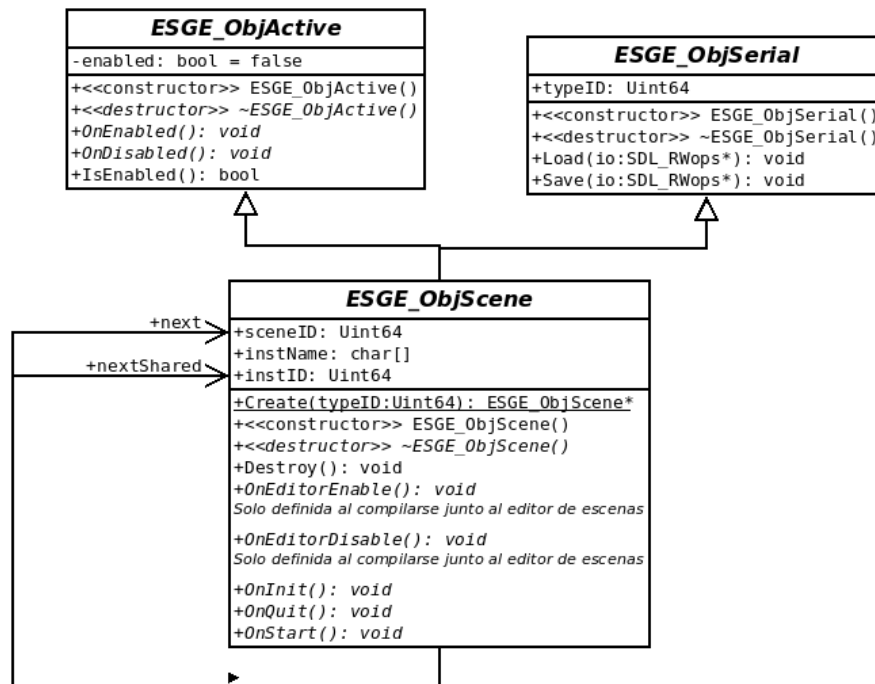 ESGE_ObjActive
-enabled: bool = false
+<<constructor>> ESGE_ObjActive()
+<<destructor>> ~ESGE_ObjActive()
+OnEnabled(): void
+OnDisabled(): void
+IsEnabled(): bool
ESGE_ObjSerial
+typeID: Uint64
+<<constructor>> ESGE_ObjSerial()
+<<destructor>> ~ESGE_ObjSerial()
+Load(io:SDL_RWops*): void
+Save(io:SDL_RWops*): void
+next
+nextShared
ESGE_ObjScene
+sceneID: Uint64
+instName: char[]
+instID: Uint64
+Create(typeID:Uint64): ESGE_ObjScene*
+<<constructor>> ESGE_ObjScene()
+<<destructor>> ~ESGE_ObjScene()
+Destroy(): void
+OnEditorEnable(): void
Solo definida al compilarse junto al editor de escenas
+OnEditorDisable(): void
Solo definida al compilarse junto al editor de escenas
+OnInit(): void
+OnQuit(): void
+OnStart(): void